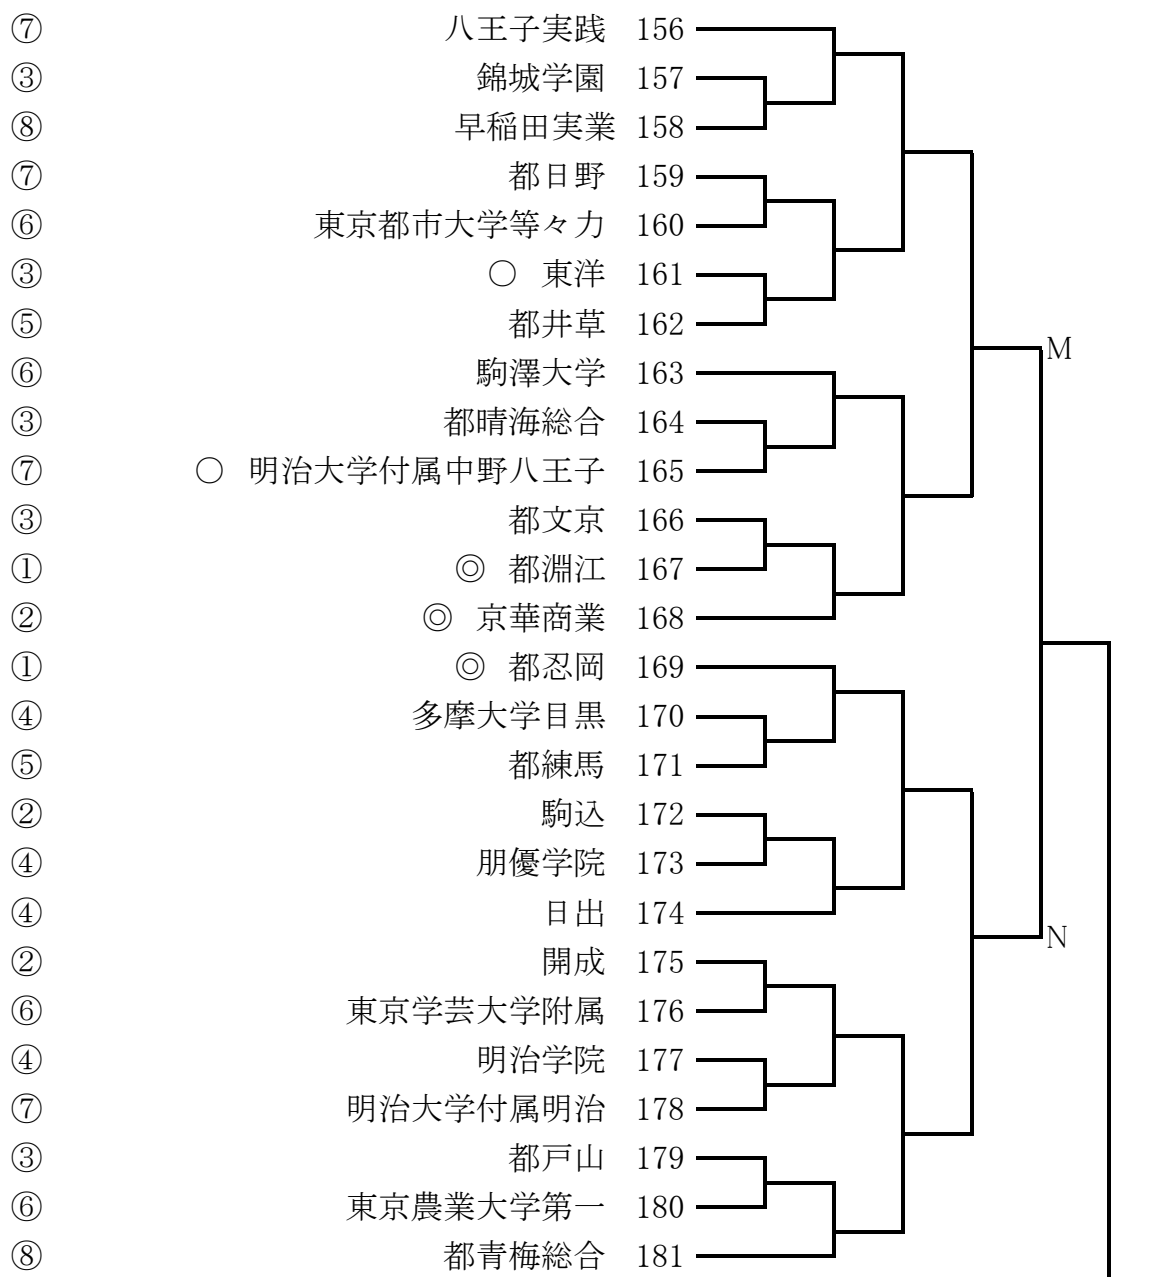 ⑦ 八王子実践 156
③ 錦城学園 157
⑧ 早稲田実業 158
⑦ 都日野 159
⑥ 東京都市大学等々力 160
③ ○ 東洋 161
⑤ 都井草 162
M
⑥ 駒澤大学 163
③ 都晴海総合 164
⑦ ○ 明治大学付属中野八王子 165
③ 都文京 166
① ◎ 都淵江 167
② ◎ 京華商業 168
① ◎ 都忍岡 169
④ 多摩大学目黒 170
⑤ 都練馬 171
② 駒込 172
④ 朋優学院 173
④ 日出 174
N
② 開成 175
⑥ 東京学芸大学附属 176
④ 明治学院 177
⑦ 明治大学付属明治 178
③ 都戸山 179
⑥ 東京農業大学第一 180
⑧ 都青梅総合 181